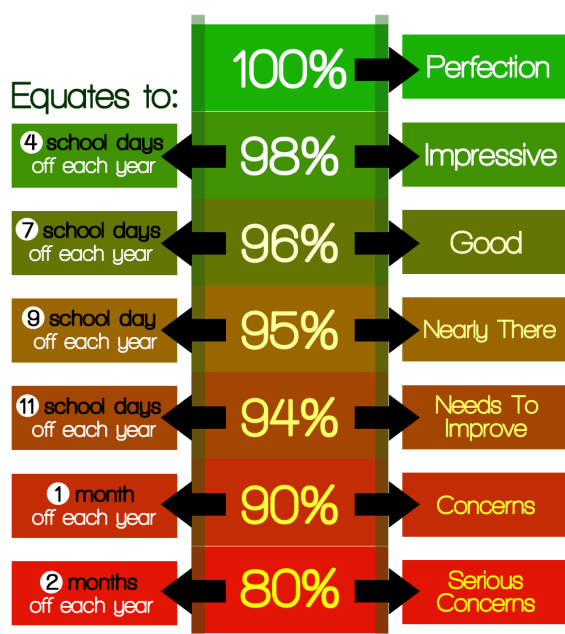 100%
Perfection
Equates to:
4 school days
off each year
98%
Impressive
7 school days
off each year
96%
Good
9 school day
off each year
95%
Nearly There
11 school days
off each year
94%
Needs To
Improve
1 month
off each year
90%
Concerns
2 months
off each year
80%
Serious
Concerns